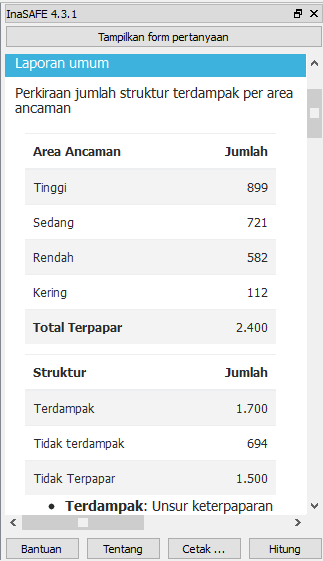 InaSAFE 4.3.1
Tampilkan form pertanyaan
Laporan umum
Perkiraan jumlah struktur terdampak per area
ancaman
Area Ancaman Jumlah
Tinggi 899
Sedang 721
Rendah 582
Kering 112
Total Terpapar 2.400
Struktur Jumlah
Terdampak 1.700
Tidak terdampak 694
Tidak Terpapar 1.500
• Terdampak: Unsur keterpaparan
Bantuan Tentang Cetak ... Hitung